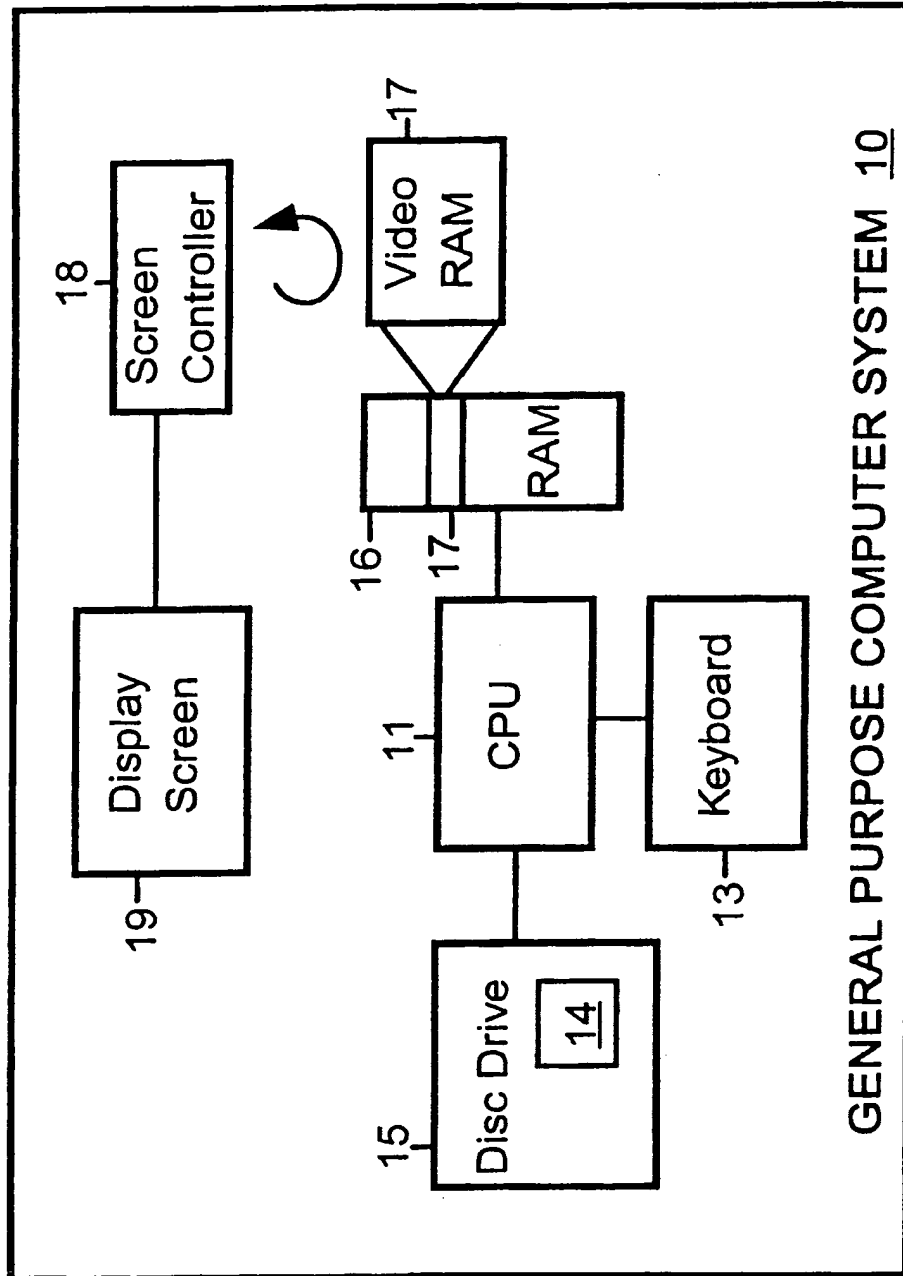 18
19
Display
Screen
Screen
Controller
17
Video
RAM
16
17
RAM
11
CPU
15
Disc Drive
14
13
Keyboard
GENERAL PURPOSE COMPUTER SYSTEM 10